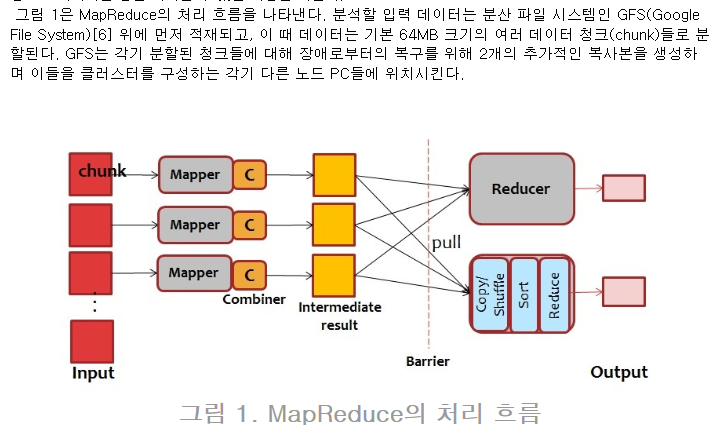 그림 1은 MapReduce의 처리 흐름을 나타낸다. 분석할 입력 데이터는 분산 파일 시스템인 GFS(Google
File System)[6] 위에 먼저 적재되고, 이 때 데이터는 기본 64MB 크기의 여러 데이터 청크(chunk)들로 분
할된다. GFS는 각기 분할된 청크들에 대해 장애로부터의 복구를 위해 2개의 추가적인 복사본을 생성하
며 이들을 클러스터를 구성하는 각기 다른 노드 PC들에 위치시킨다.
chunk
Mapper
C
Mapper
C
Mapper
C
Combiner
Intermediate
result
pull
Barrier
Reducer
Copy/
Shuffle
Sort
Reduce
Input
Output
그림 1. MapReduce의 처리 흐름